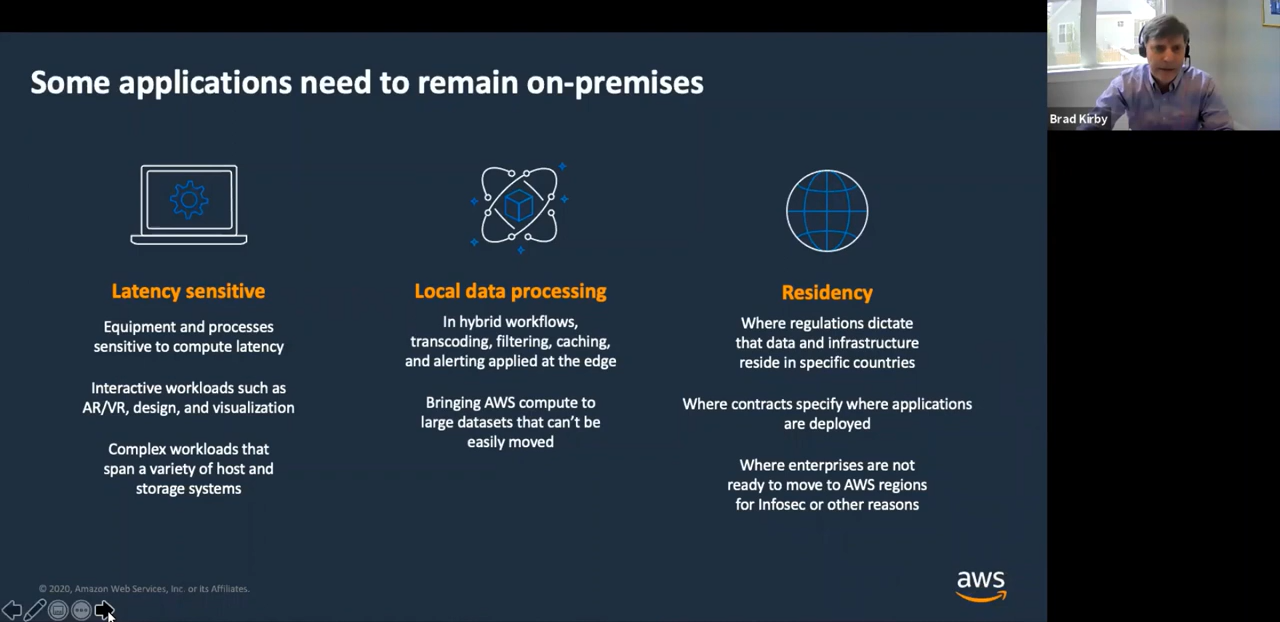 Some applications need to remain on-premises
Brad Kirby
Latency sensitive
Equipment and processes
sensitive to compute latency
Interactive workloads such as
AR/VR, design, and visualization
Complex workloads that
span a variety of host and
storage systems
Local data processing
In hybrid workflows,
transcoding, filtering, caching,
and alerting applied at the edge
Bringing AWS compute to
large datasets that can't be
easily moved
Residency
Where regulations dictate
that data and infrastructure
reside in specific countries
Where contracts specify where applications
are deployed
Where enterprises are not
ready to move to AWS regions
for Infosec or other reasons
© 2020, Amazon Web Services, Inc. or its Affiliates.
aws